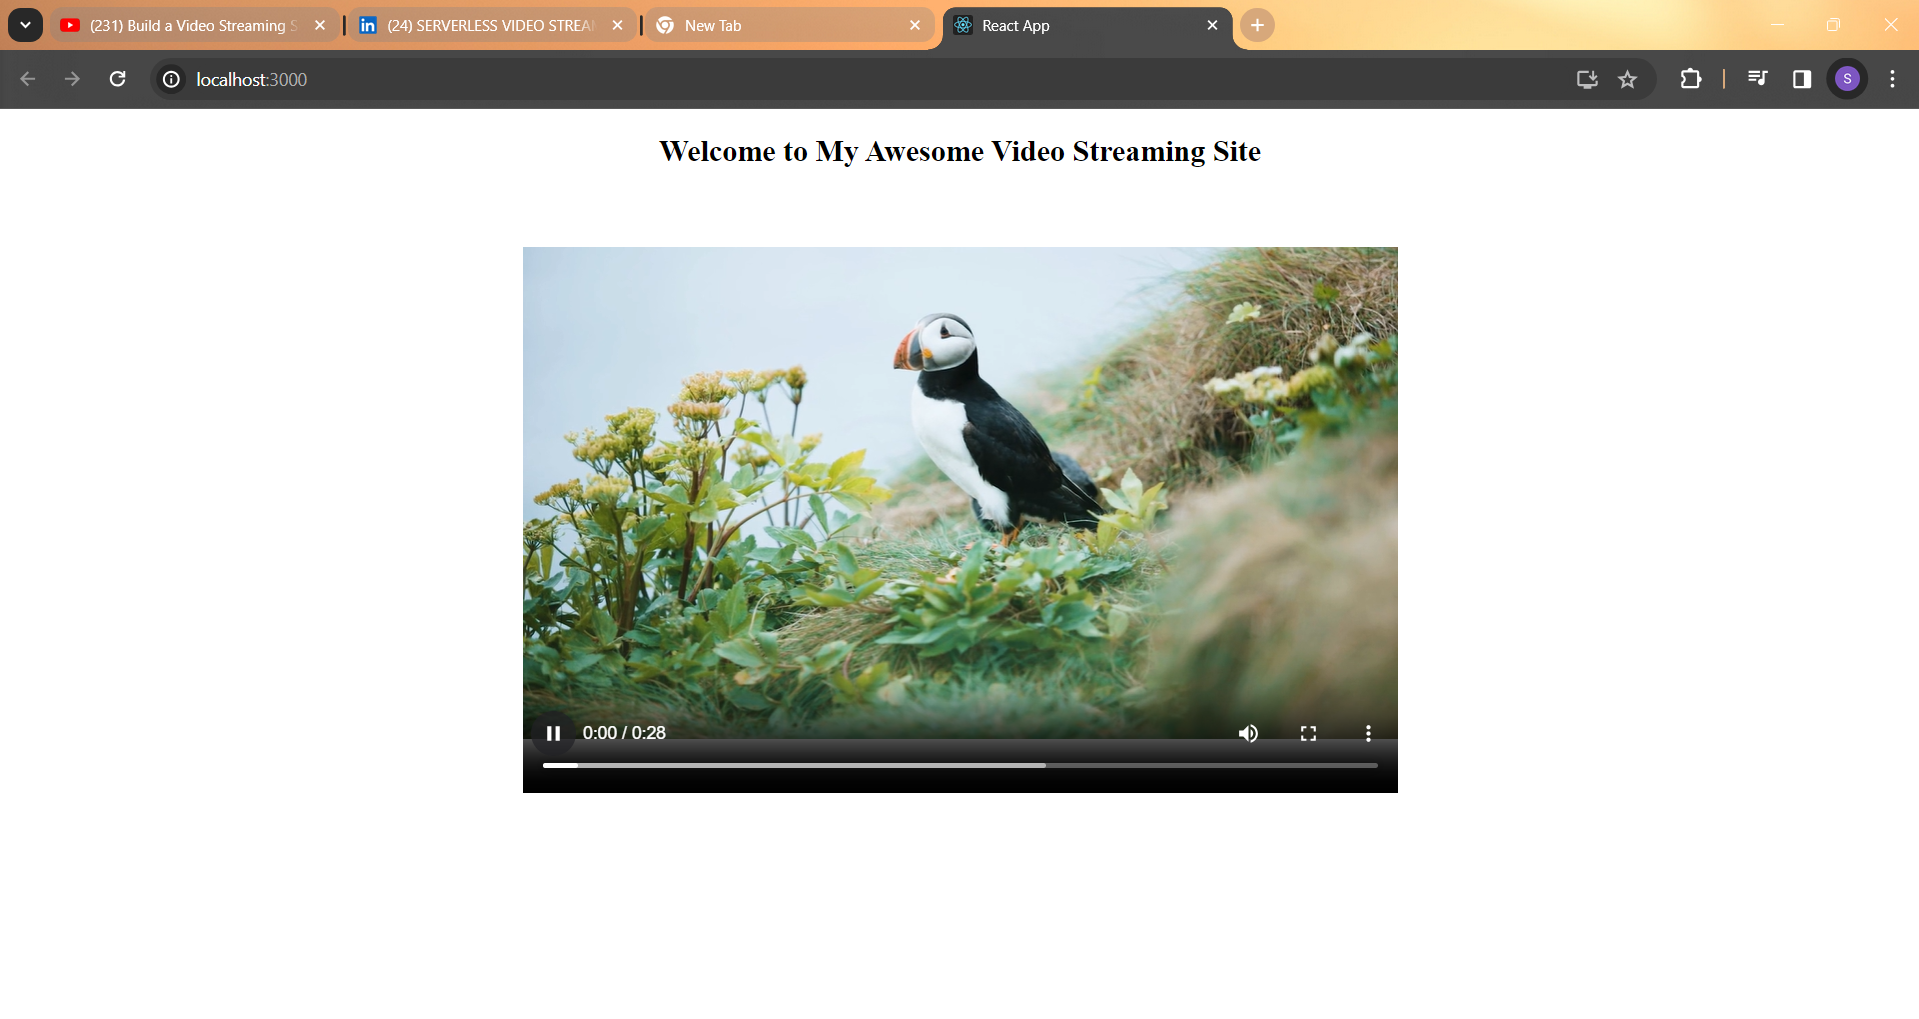 (231) Build a Video Streaming S
(24) SERVERLESS VIDEO STREA
New Tab
React App
localhost:3000
S
Welcome to My Awesome Video Streaming Site
0:00 / 0:28